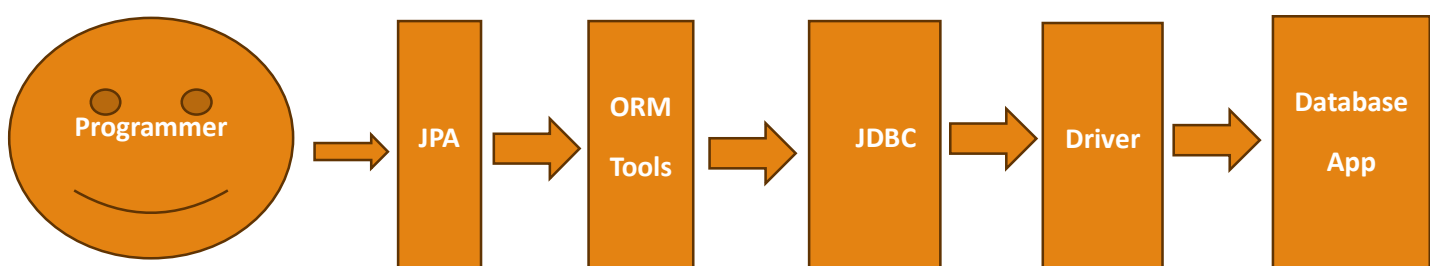 Programmer
JPA
ORM
Tools
JDBC
Driver
Database
App